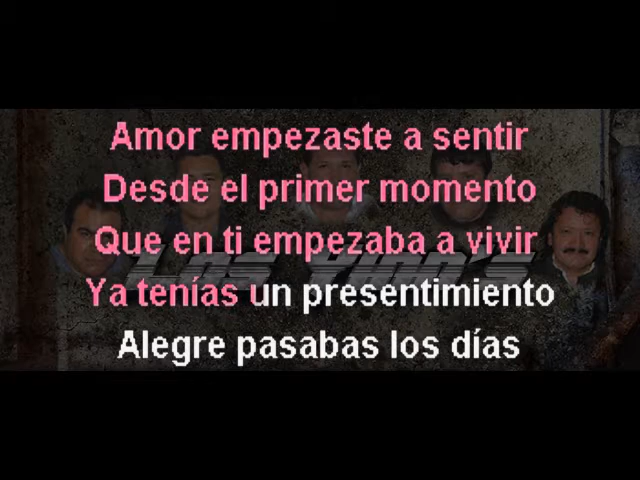 Amor empezaste a sentir
Desde el primer momento
Que en ti empezaba a vivir
Ya tenías un presentimiento
Alegre pasabas los días